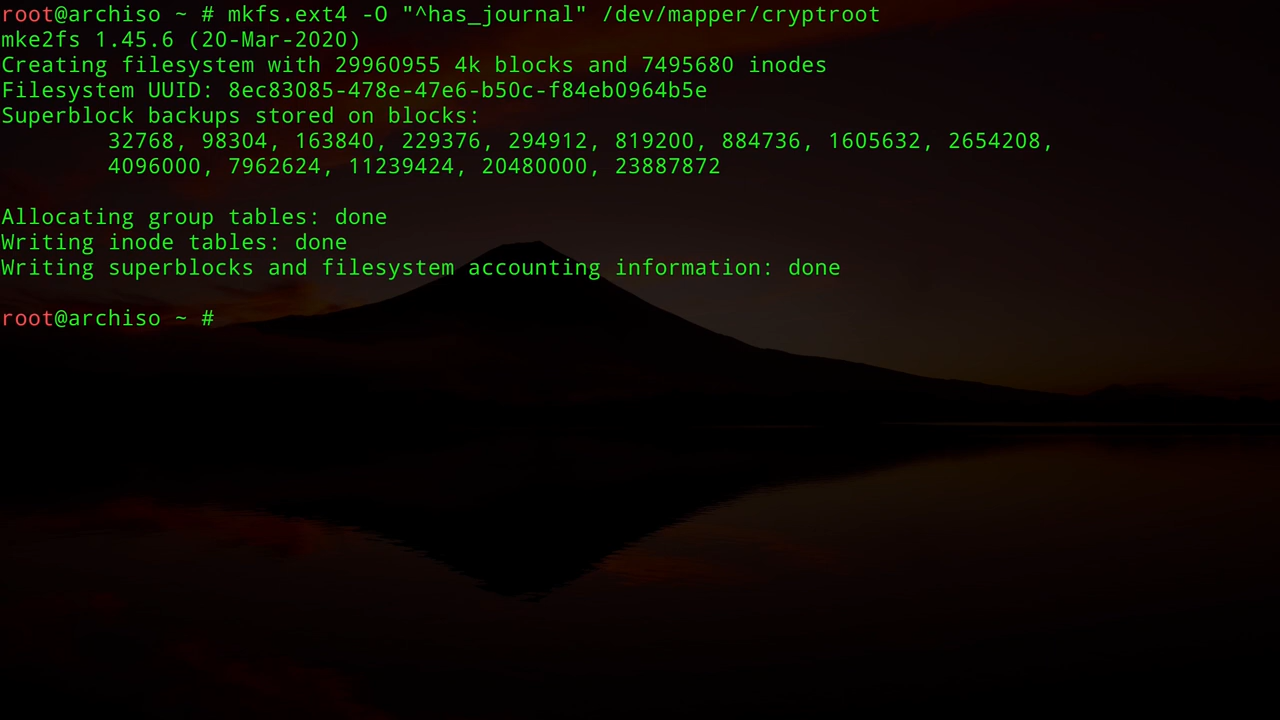 root@archiso ~ # mkfs.ext4 -O "^has_journal" /dev/mapper/cryptroot
mke2fs 1.45.6 (20-Mar-2020)
Creating filesystem with 29960955 4k blocks and 7495680 inodes
Filesystem UUID: 8ec83085-478e-47e6-b50c-f84eb0964b5e
Superblock backups stored on blocks:
        32768, 98304, 163840, 229376, 294912, 819200, 884736, 1605632, 2654208,
        4096000, 7962624, 11239424, 20480000, 23887872

Allocating group tables: done
Writing inode tables: done
Writing superblocks and filesystem accounting information: done

root@archiso ~ #